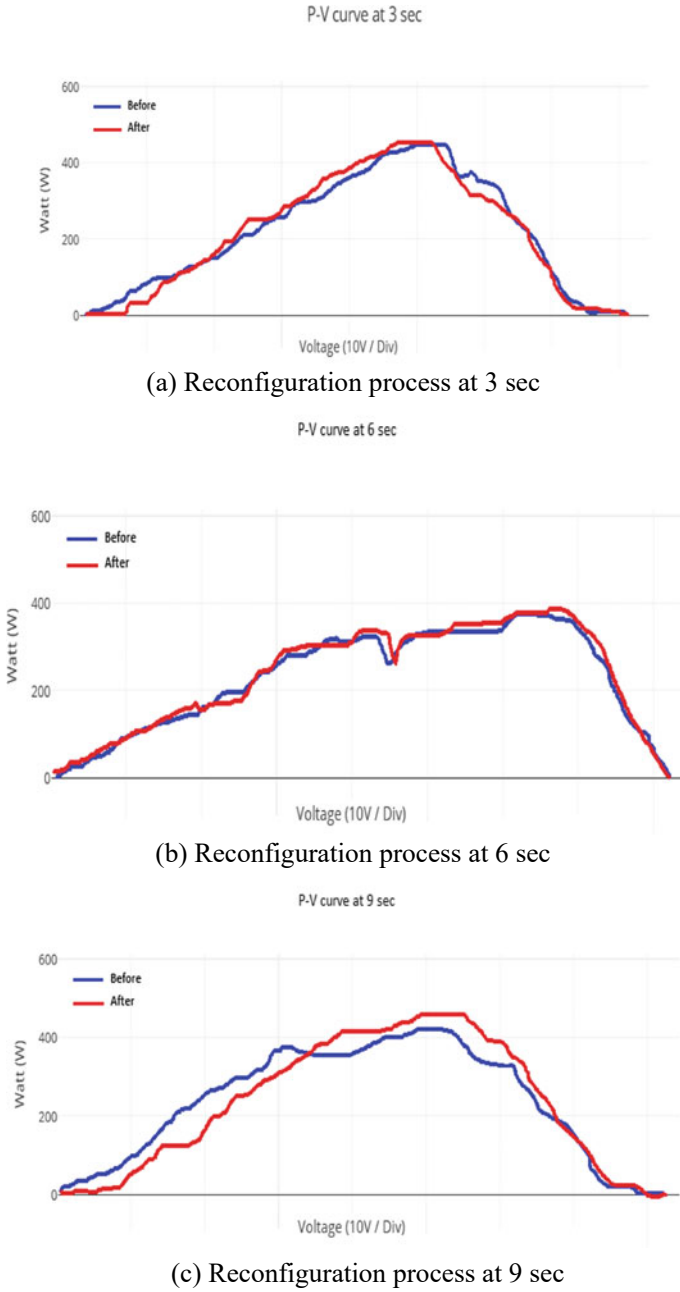 P-V curve at 3 sec
600
Before
After
400
Watt (W)
200
0
Voltage (10V / Div)
(a) Reconfiguration process at 3 sec
P-V curve at 6 sec
600
Before
After
400
Watt (W)
200
0
Voltage (10V / Div)
(b) Reconfiguration process at 6 sec
P-V curve at 9 sec
600
Before
After
400
Watt (W)
200
0
Voltage (10V / Div)
(c) Reconfiguration process at 9 sec